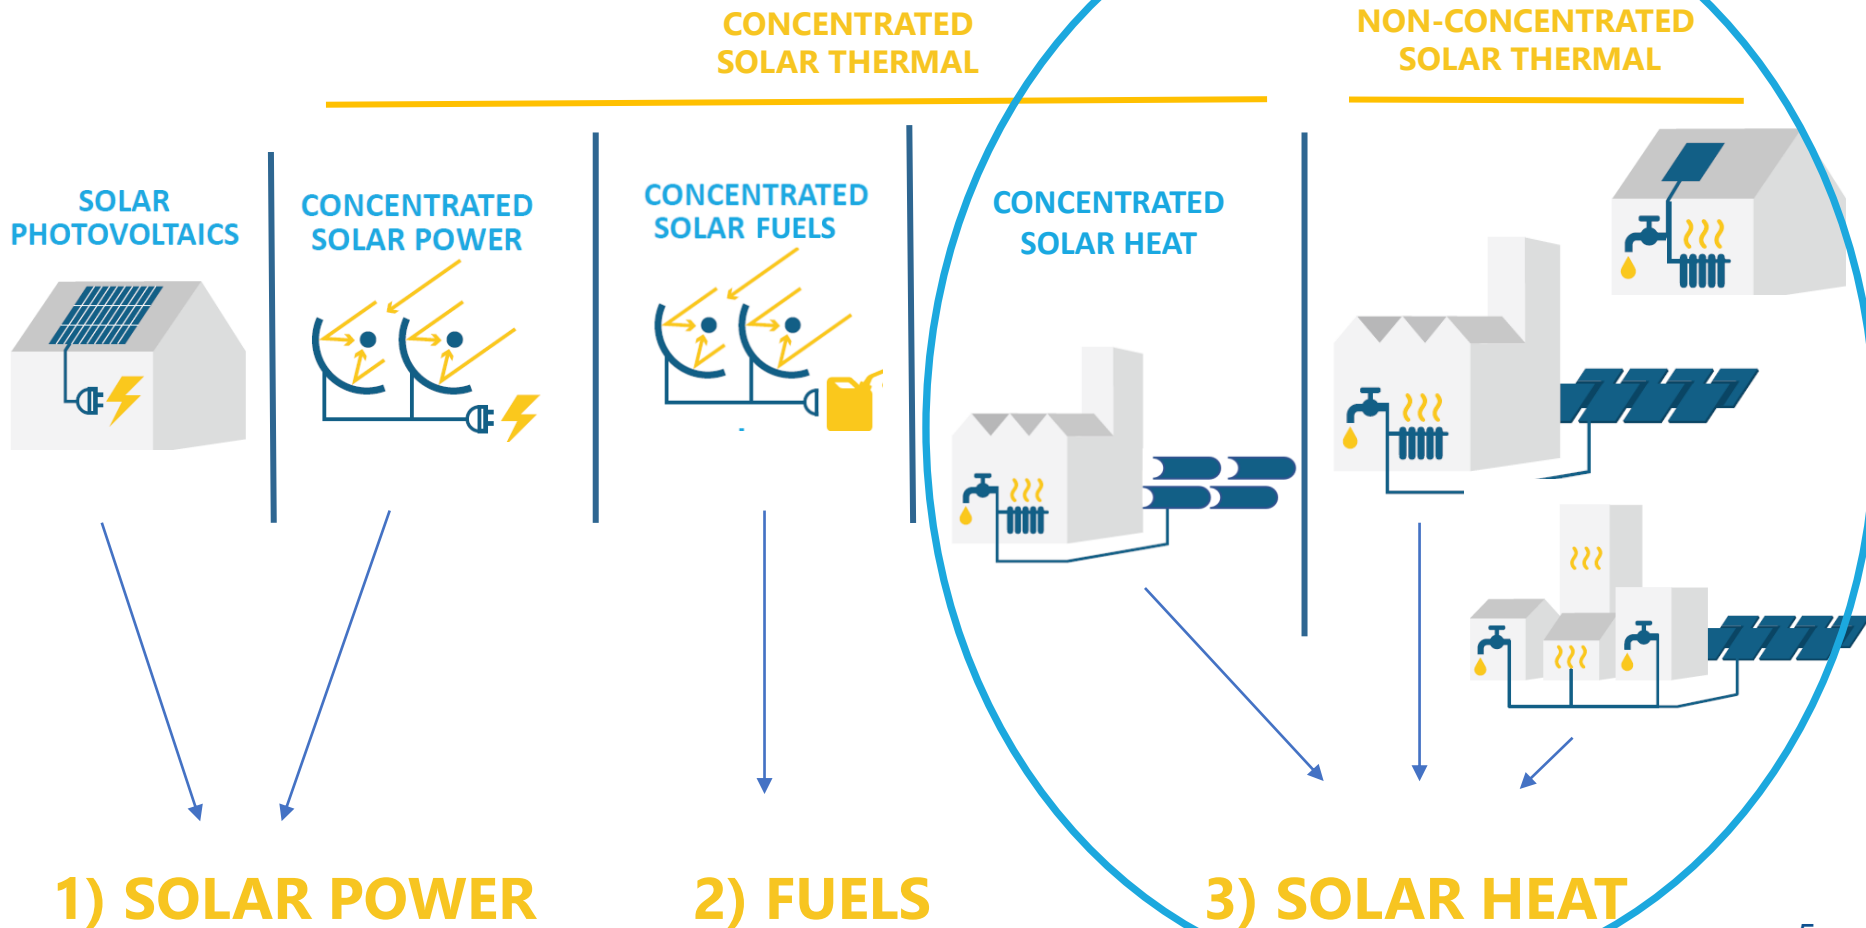 CONCENTRATED
SOLAR THERMAL
NON-CONCENTRATED
SOLAR THERMAL
SOLAR
PHOTOVOLTAICS
CONCENTRATED
SOLAR POWER
CONCENTRATED
SOLAR FUELS
CONCENTRATED
SOLAR HEAT
1) SOLAR POWER
2) FUELS
3) SOLAR HEAT